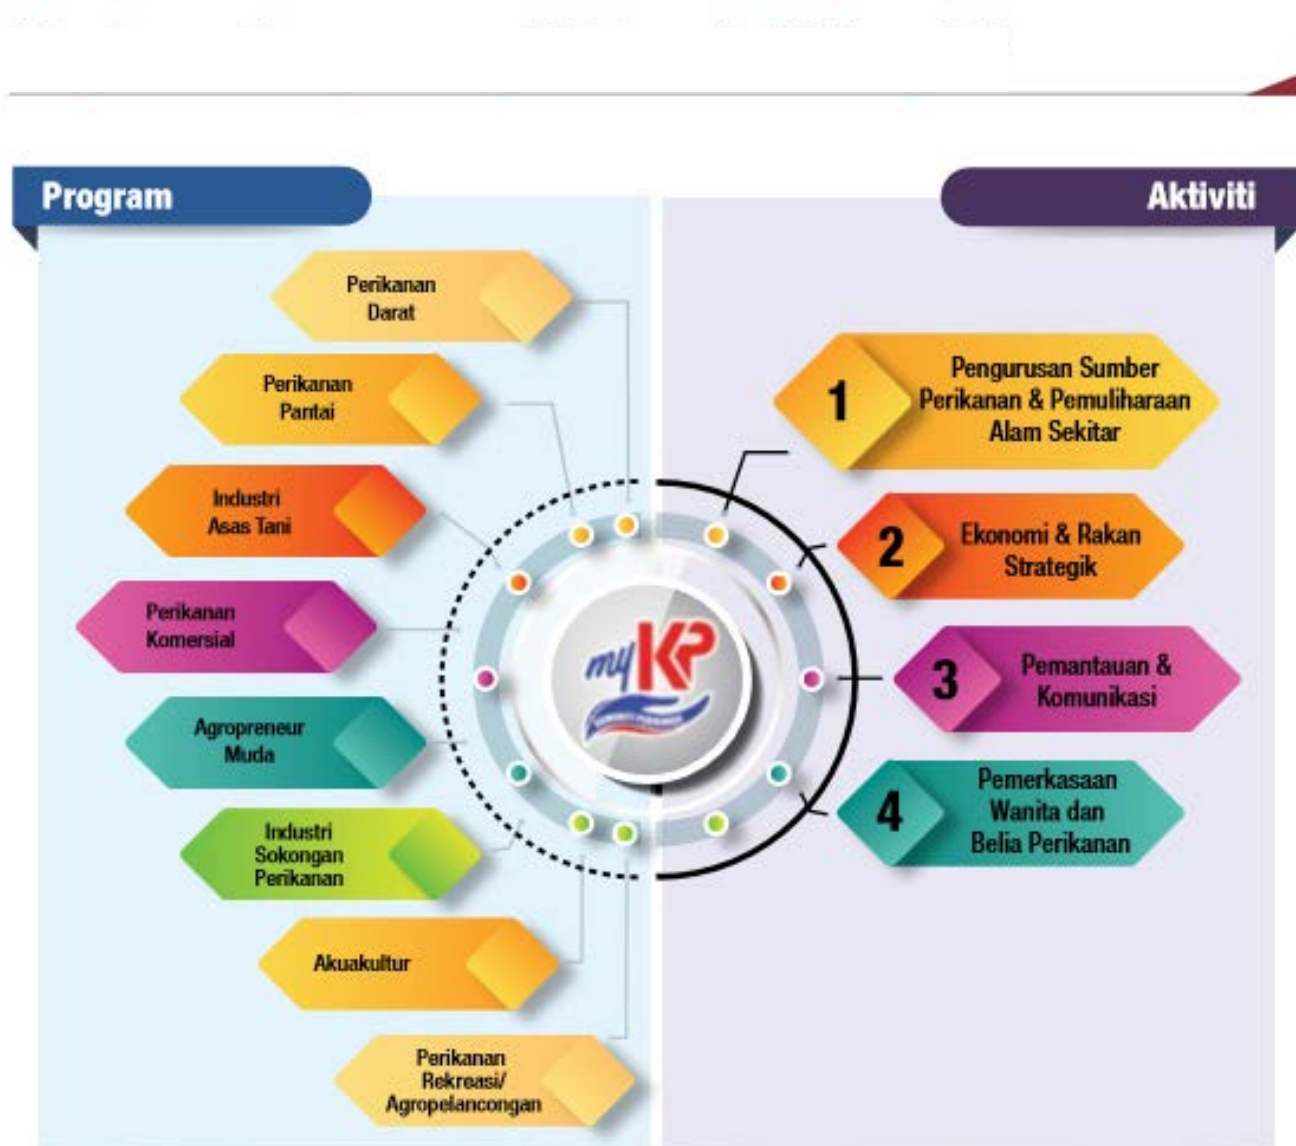 Program
Aktiviti
Perikanan
Darat
Perikanan
Pantai
Industri
Asas Tani
Perikanan
Komersial
Agropreneur
Muda
Industri
Sokongan
Perikanan
Akuakultur
Perikanan
Rekreasi/
Agropelancongan
my KP
1
Pengurusan Sumber
Perikanan & Pemuliharaan
Alam Sekitar
2
Ekonomi & Rakan
Strategik
3
Pemantauan &
Komunikasi
4
Pemerkasaan
Wanita dan
Belia Perikanan